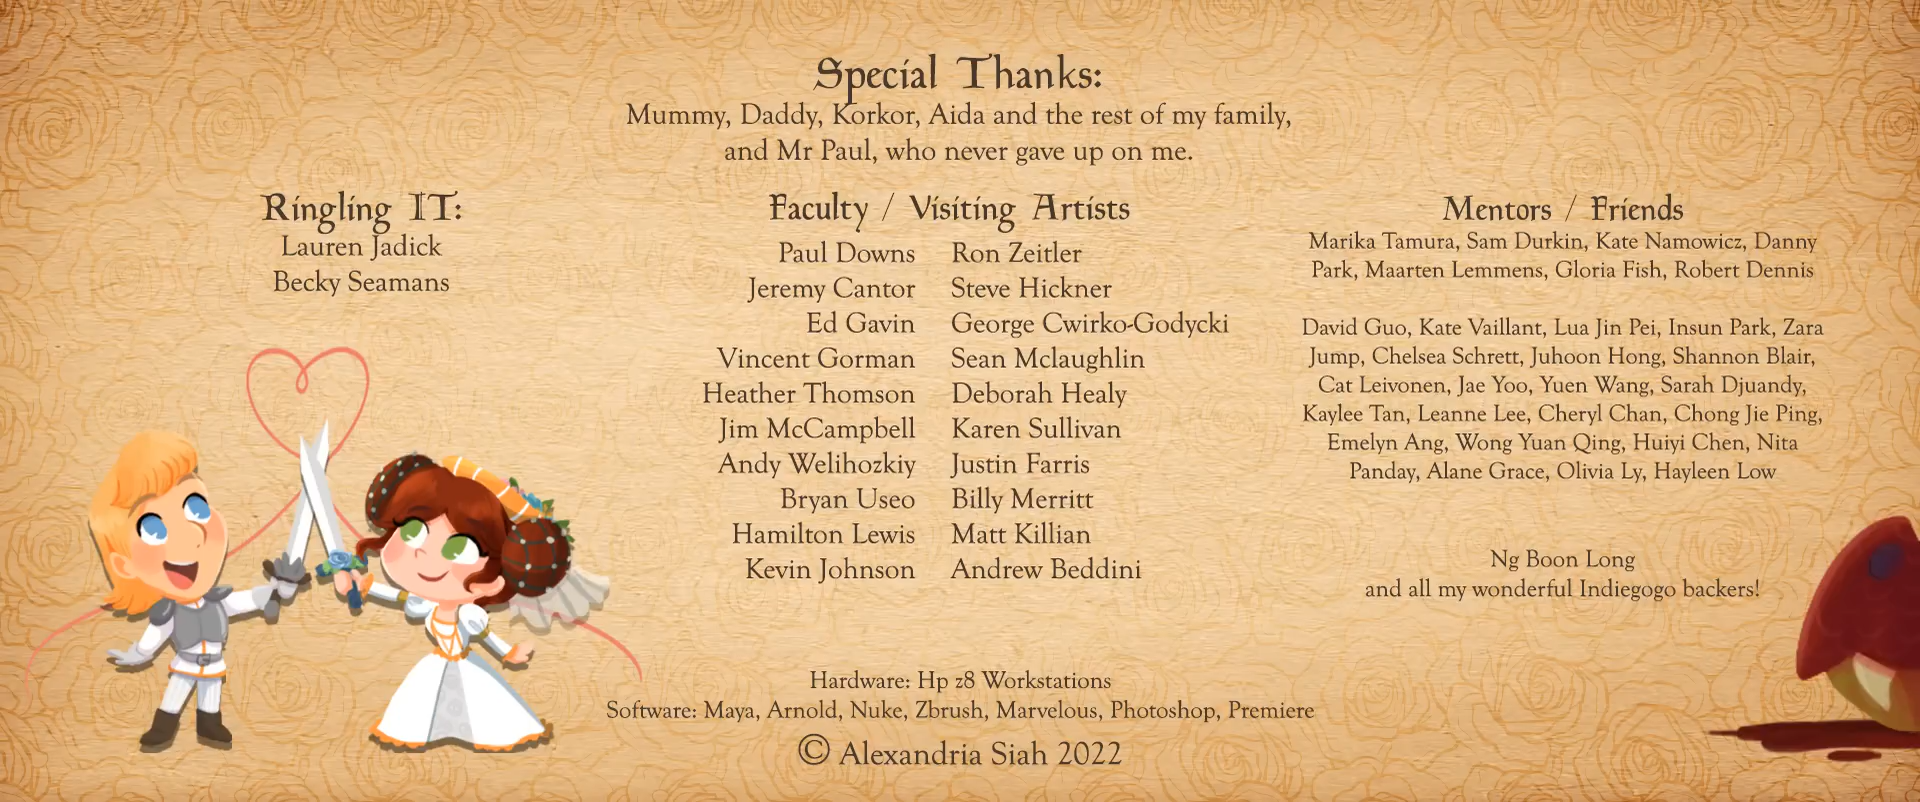 Special Thanks:
Mummy, Daddy, Korkor, Aida and the rest of my family,
and Mr Paul, who never gave up on me.
Ringling IT:
Lauren Jadick
Becky Seamans
Faculty / Visiting Artists
Paul Downs Ron Zeitler
Jeremy Cantor Steve Hickner
Ed Gavin George Cwirko-Godycki
Vincent Gorman Sean Mclaughlin
Heather Thomson Deborah Healy
Jim McCampbell Karen Sullivan
Andy Welihozkiy Justin Farris
Bryan Useo Billy Merritt
Hamilton Lewis Matt Killian
Kevin Johnson Andrew Beddini
Mentors / Friends
Marika Tamura, Sam Durkin, Kate Namowicz, Danny
Park, Maarten Lemmens, Gloria Fish, Robert Dennis
David Guo, Kate Vaillant, Lua Jin Pei, Insun Park, Zara
Jump, Chelsea Schrett, Juhoon Hong, Shannon Blair,
Cat Leivonen, Jae Yoo, Yuen Wang, Sarah Djuandy,
Kaylee Tan, Leanne Lee, Cheryl Chan, Chong Jie Ping,
Emelyn Ang, Wong Yuan Qing, Huiyi Chen, Nita
Panday, Alane Grace, Olivia Ly, Hayleen Low
Ng Boon Long
and all my wonderful Indiegogo backers!
Hardware: Hp z8 Workstations
Software: Maya, Arnold, Nuke, Zbrush, Marvelous, Photoshop, Premiere
© Alexandria Siah 2022